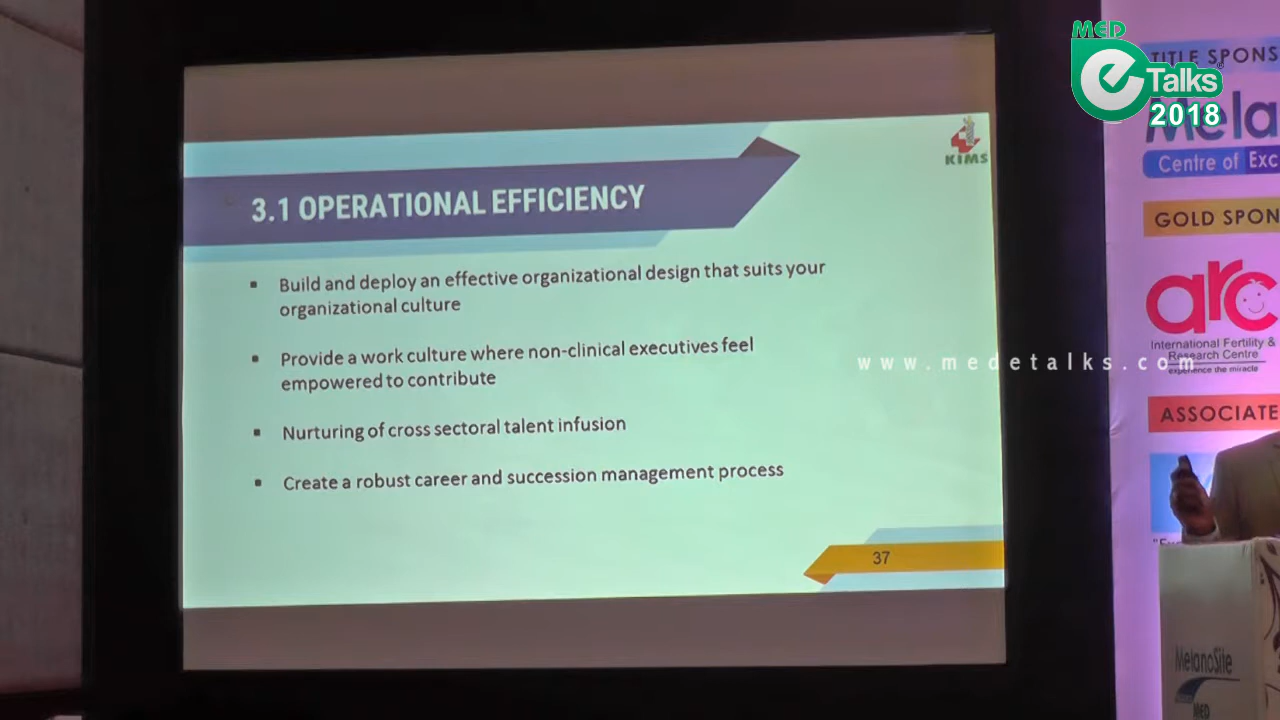 MED
e Talks
2018
KIMS
3.1 OPERATIONAL EFFICIENCY
Build and deploy an effective organizational design that suits your
organizational culture
Provide a work culture where non-clinical executives feel
empowered to contribute
Nurturing of cross sectoral talent infusion
Create a robust career and succession management process
37
www.medetalks.com
TITLE SPONS
Mela
Centre of Exc
GOLD SPON
arc
International Fertility &
Research Centre
experience the miracle
ASSOCIATE
MelanoSite
MED